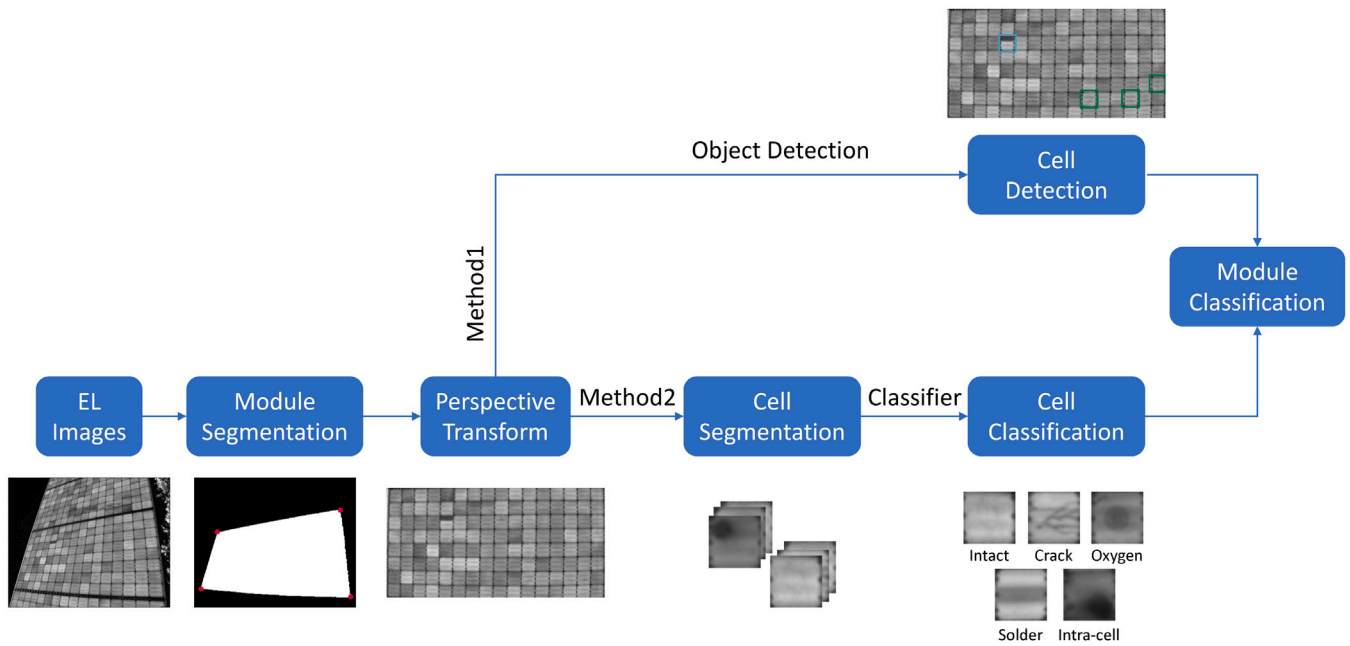 Object Detection
Cell
Detection
Method1
Module
Classification
EL
Images
Module
Segmentation
Perspective
Transform
Method2
Cell
Segmentation
Classifier
Cell
Classification
Intact
Crack
Oxygen
Solder
Intra-cell